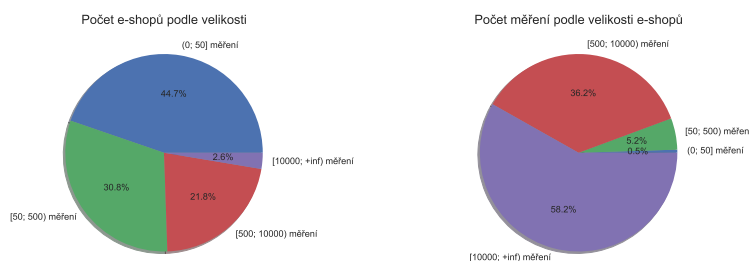 Počet e-shopů podle velikosti
(0; 50] měření
44.7%
2.6%
[10000; +inf) měření
30.8%
21.8%
[50; 500) měření
[500; 10000) měření
Počet měření podle velikosti e-shopů
[500; 10000) měření
36.2%
[50; 500) měřen
5.2%
0.5%
(0; 50] měření
58.2%
[10000; +inf) měření